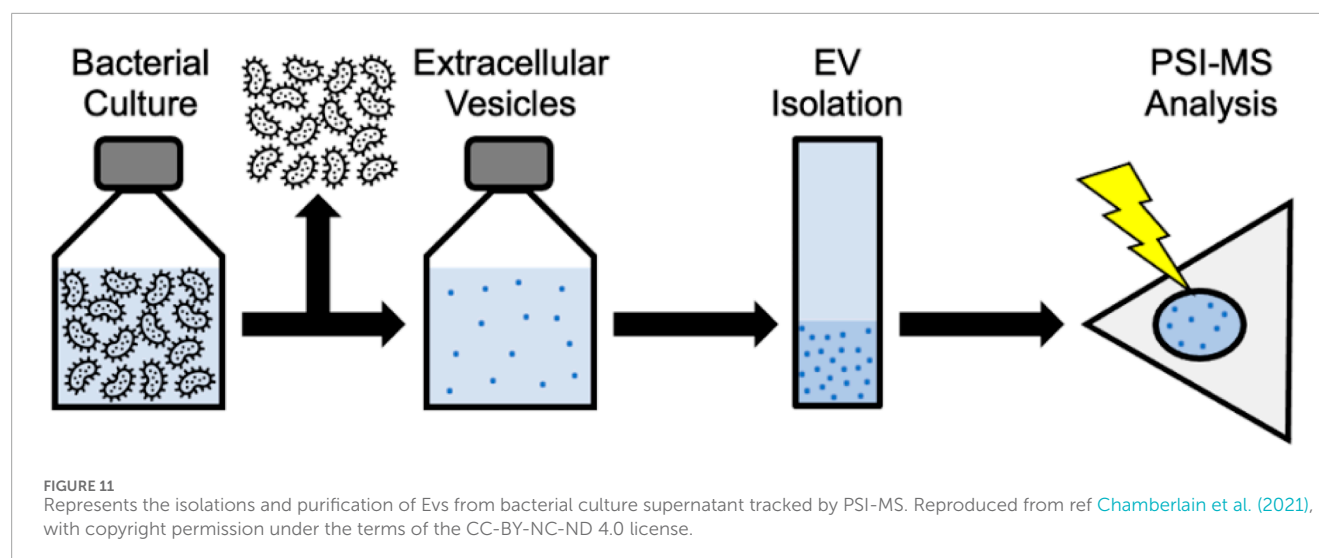 Bacterial
Culture
Extracellular
Vesicles
EV
Isolation
PSI-MS
Analysis
FIGURE 11
Represents the isolations and purification of Evs from bacterial culture supernatant tracked by PSI-MS. Reproduced from ref Chamberlain et al. (2021),
with copyright permission under the terms of the CC-BY-NC-ND 4.0 license.